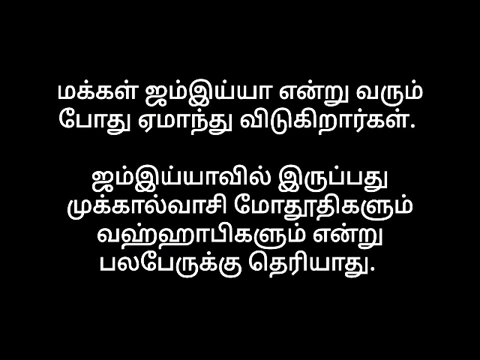 மக்கள் ஜம்இய்யா என்று வரும்
போது ஏமாந்து விடுகிறார்கள்.
ஜம்இய்யாவில் இருப்பது
முக்கால்வாசி மோதூதிகளும்
வஹ்ஹாபிகளும் என்று
பலபேருக்கு தெரியாது.